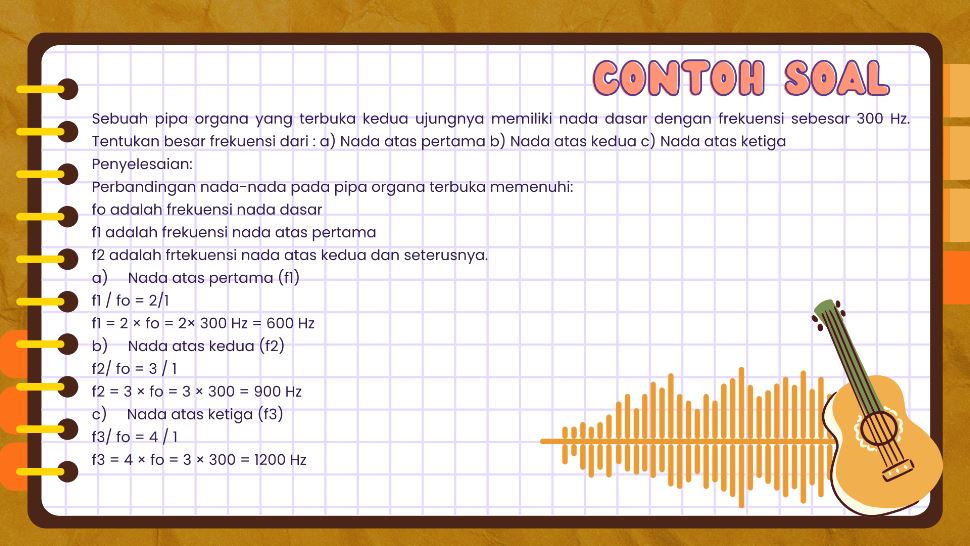 CONTOH SOAL
Sebuah pipa organa yang terbuka kedua ujungnya memiliki nada dasar dengan frekuensi sebesar 300 Hz.
Tentukan besar frekuensi dari : a) Nada atas pertama b) Nada atas kedua c) Nada atas ketiga
Penyelesaian:
Perbandingan nada-nada pada pipa organa terbuka memenuhi:
fo adalah frekuensi nada dasar
f1 adalah frekuensi nada atas pertama
f2 adalah frtekuensi nada atas kedua dan seterusnya.
a) Nada atas pertama (f1)
f1 / fo = 2/1
f1 = 2 × fo = 2× 300 Hz = 600 Hz
b) Nada atas kedua (f2)
f2/ fo = 3 / 1
f2 = 3 × fo = 3 × 300 = 900 Hz
c) Nada atas ketiga (f3)
f3/ fo = 4 / 1
f3 = 4 × fo = 3 × 300 = 1200 Hz